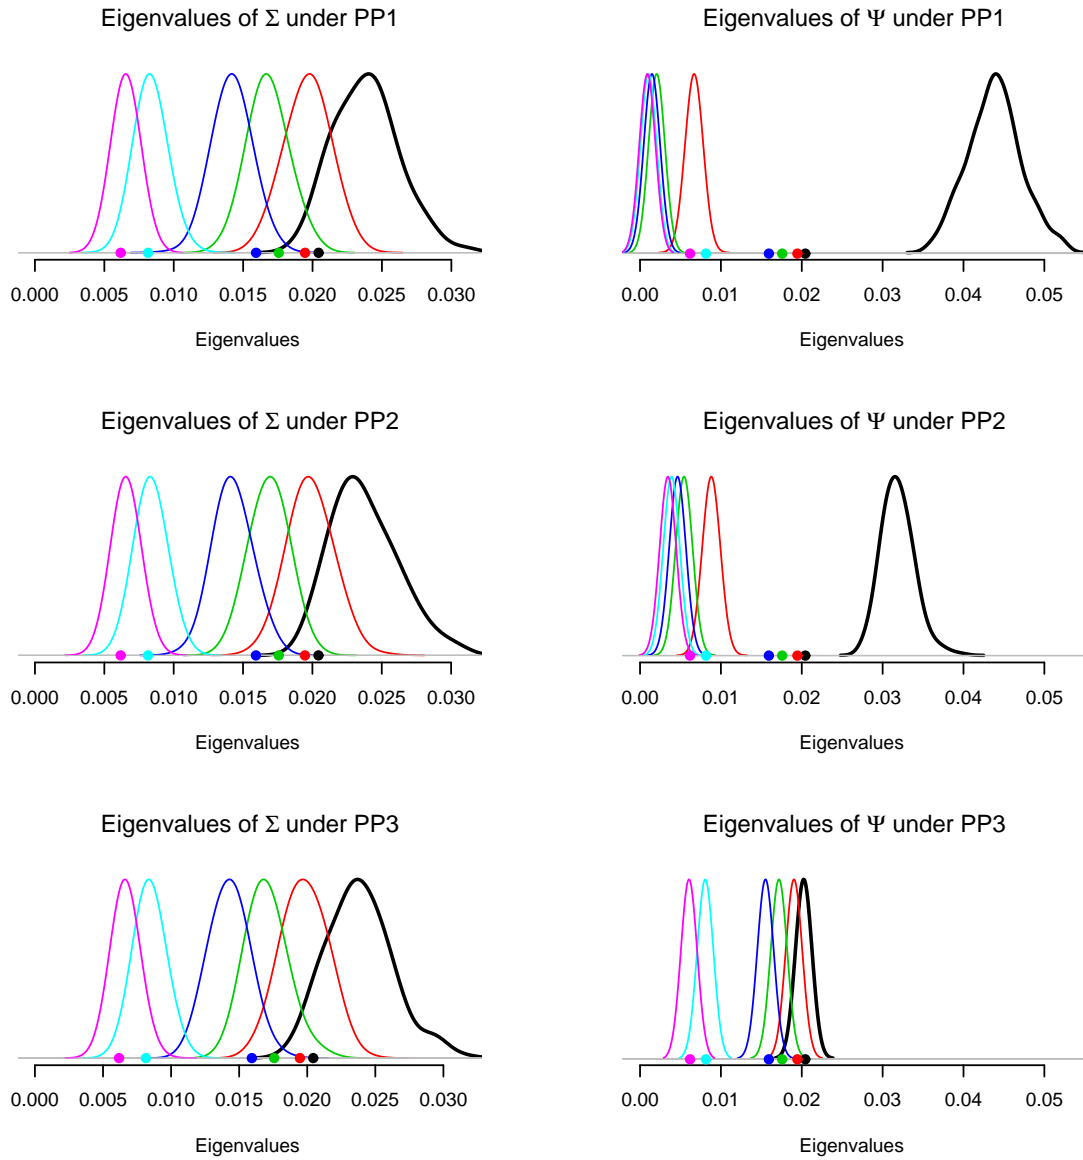 Eigenvalues of Σ under PP1
0.000 0.005 0.010 0.015 0.020 0.025 0.030
Eigenvalues
Eigenvalues of Ψ under PP1
0.00 0.01 0.02 0.03 0.04 0.05
Eigenvalues
Eigenvalues of Σ under PP2
0.000 0.005 0.010 0.015 0.020 0.025 0.030
Eigenvalues
Eigenvalues of Ψ under PP2
0.00 0.01 0.02 0.03 0.04 0.05
Eigenvalues
Eigenvalues of Σ under PP3
0.000 0.005 0.010 0.015 0.020 0.025 0.030
Eigenvalues
Eigenvalues of Ψ under PP3
0.00 0.01 0.02 0.03 0.04 0.05
Eigenvalues